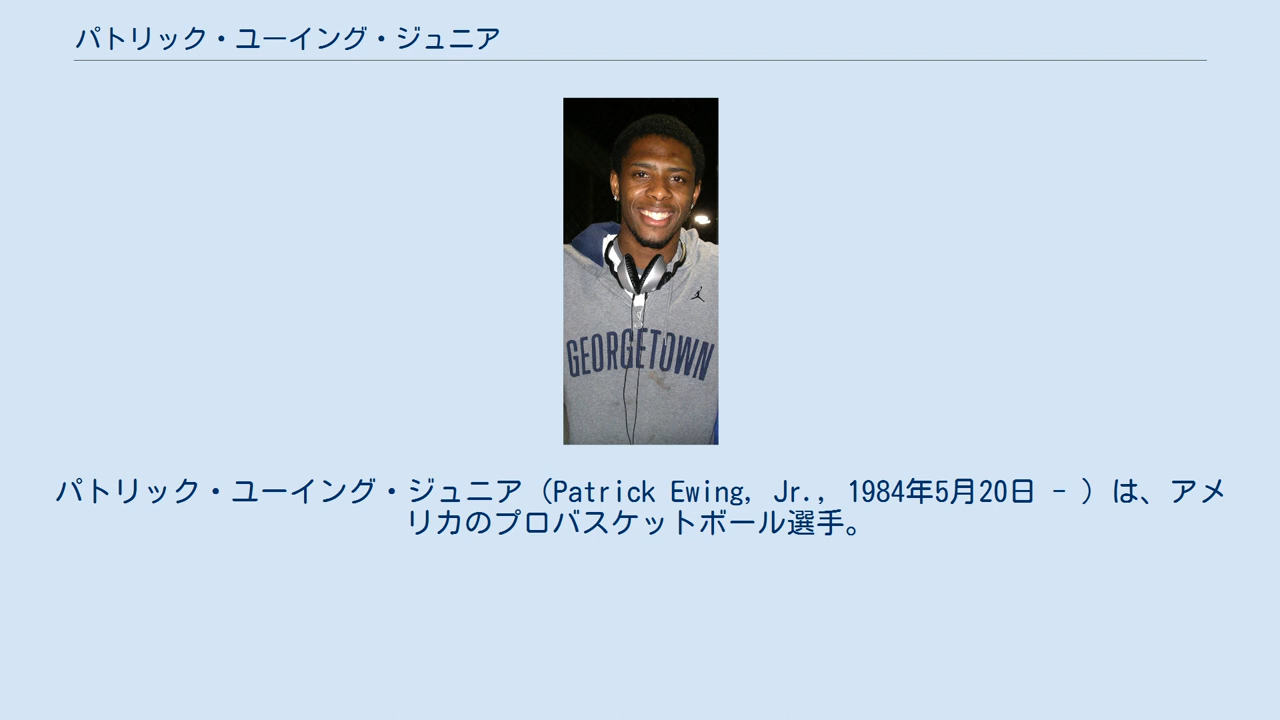 パトリック・ユーイング・ジュニア
GEORGETOWN
パトリック・ユーイング・ジュニア（Patrick Ewing, Jr., 1984年5月20日 - ）は、アメ
リカのプロバスケットボール選手。